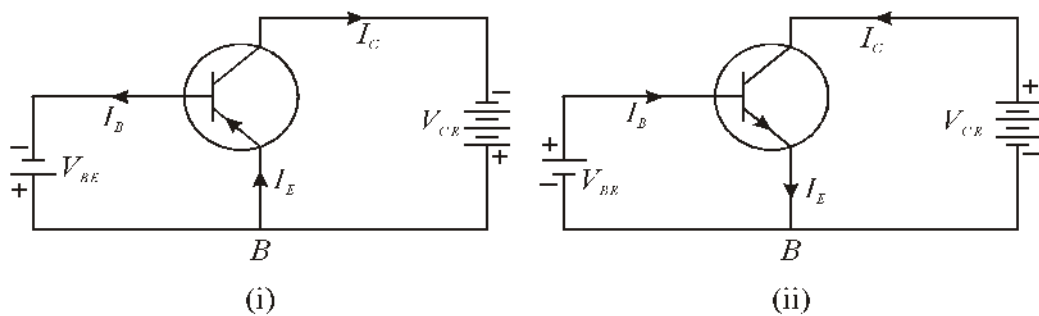 I_C
I_B
- V_BE +
I_E
V_CE - +
B
(i)
I_C
I_B
+ V_BE -
I_E
V_CE + -
B
(ii)